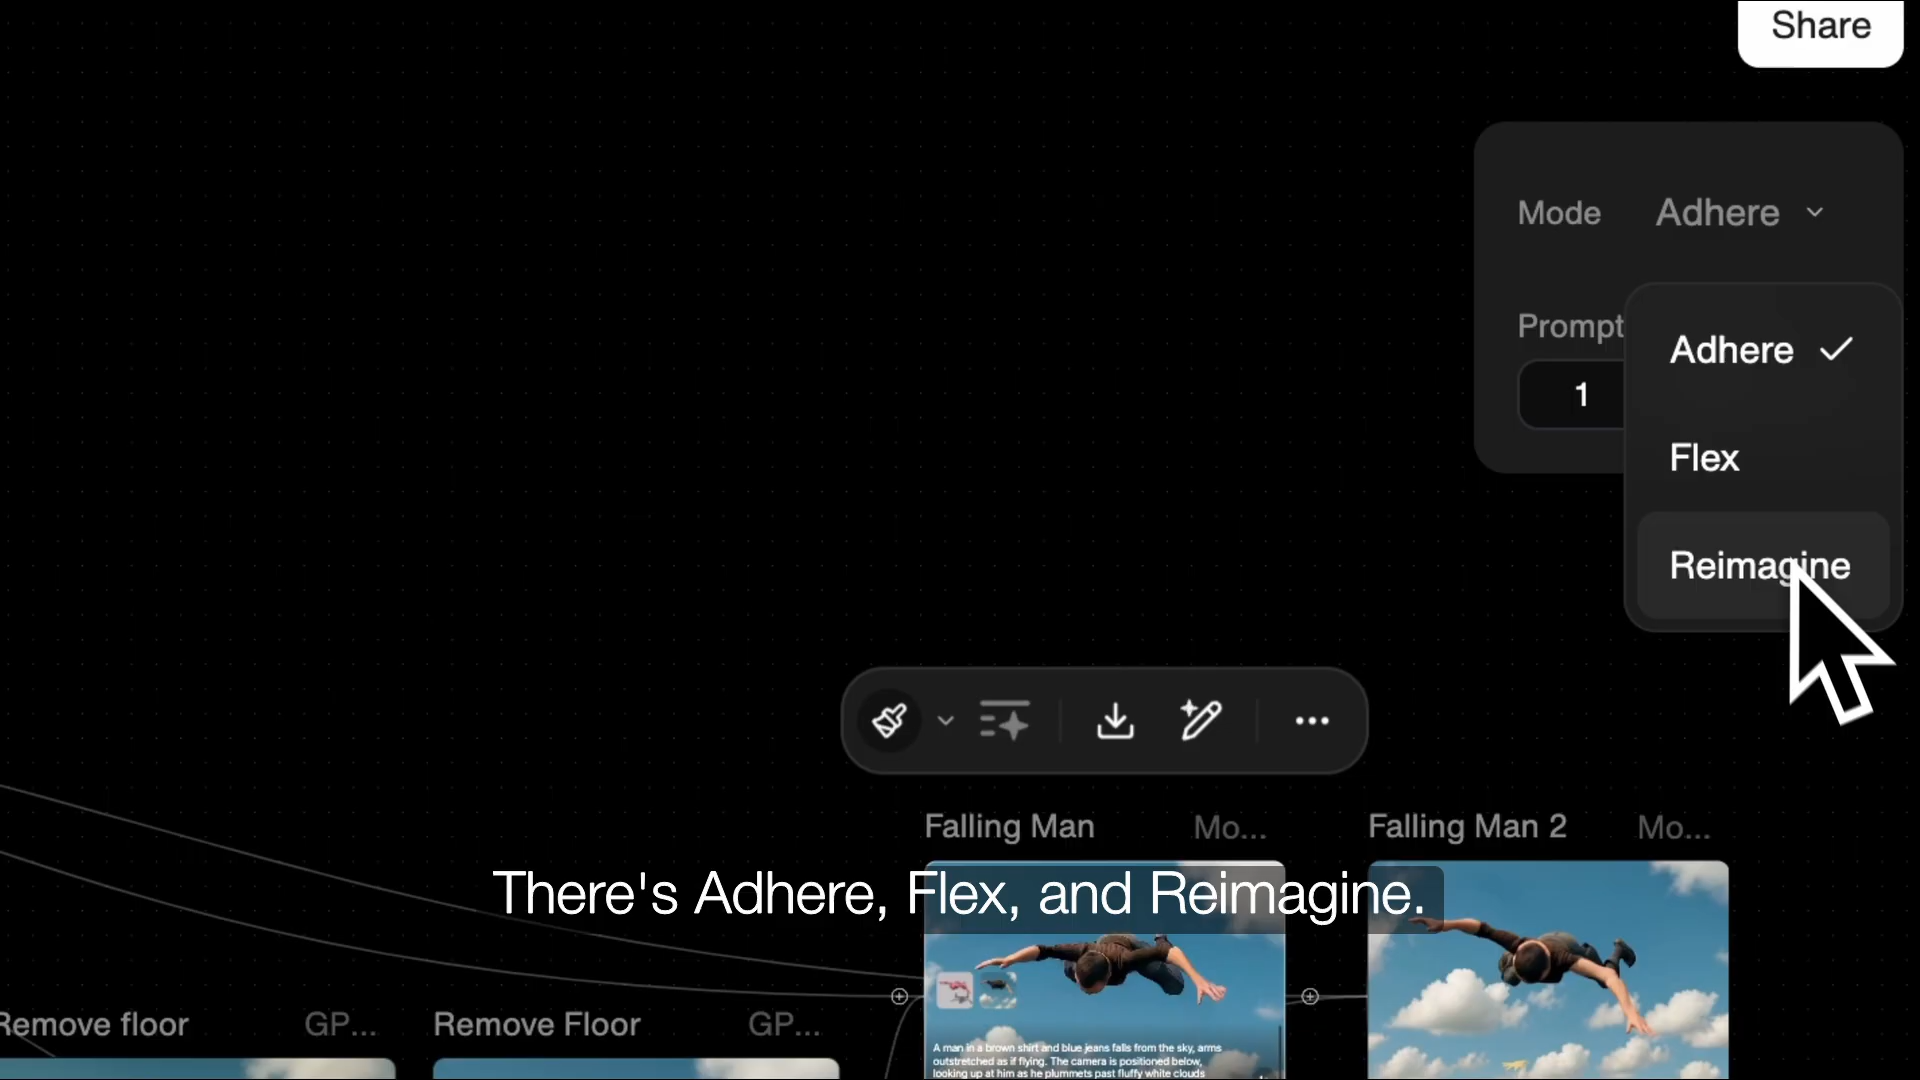 Share
Mode Adhere
Prompt
1
Adhere
Flex
Reimagine
Falling Man Mo...
Falling Man 2 Mo...
There's Adhere, Flex, and Reimagine.
Remove floor GP...
Remove Floor GP...
A man in a brown shirt and blue jeans falls from the sky, arms
outstretched as if flying. The camera is positioned below,
looking up at him as he plummets past fluffy white clouds